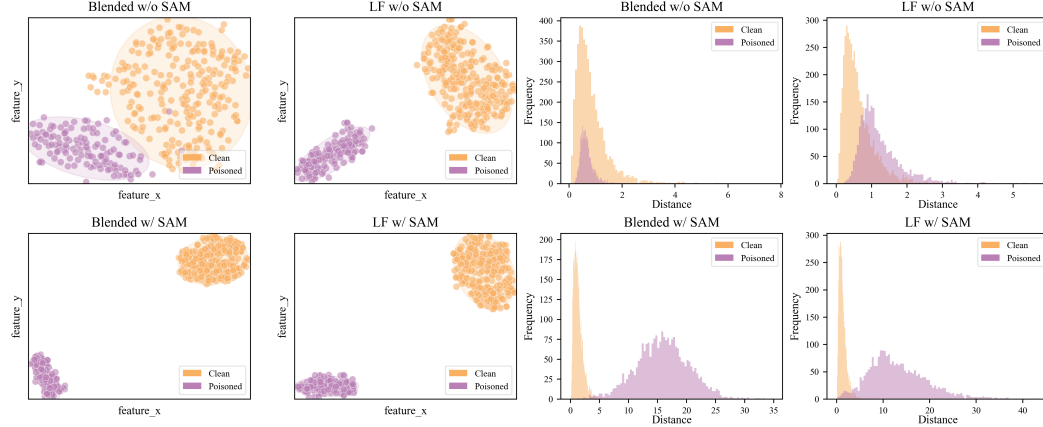 Blended w/o SAM
feature_y
Clean
Poisoned
feature_x
LF w/o SAM
Clean
Poisoned
feature_x
Blended w/o SAM
Frequency
400
350
300
250
200
150
100
50
0
Clean
Poisoned
0 2 4 6 8
Distance
LF w/o SAM
Frequency
300
250
200
150
100
50
0
Clean
Poisoned
0 1 2 3 4 5
Distance
Blended w/ SAM
feature_y
Clean
Poisoned
feature_x
LF w/ SAM
feature_y
Clean
Poisoned
feature_x
Blended w/ SAM
Frequency
200
175
150
125
100
75
50
25
0
Clean
Poisoned
0 5 10 15 20 25 30 35
Distance
LF w/ SAM
Frequency
300
250
200
150
100
50
0
Clean
Poisoned
0 10 20 30 40
Distance